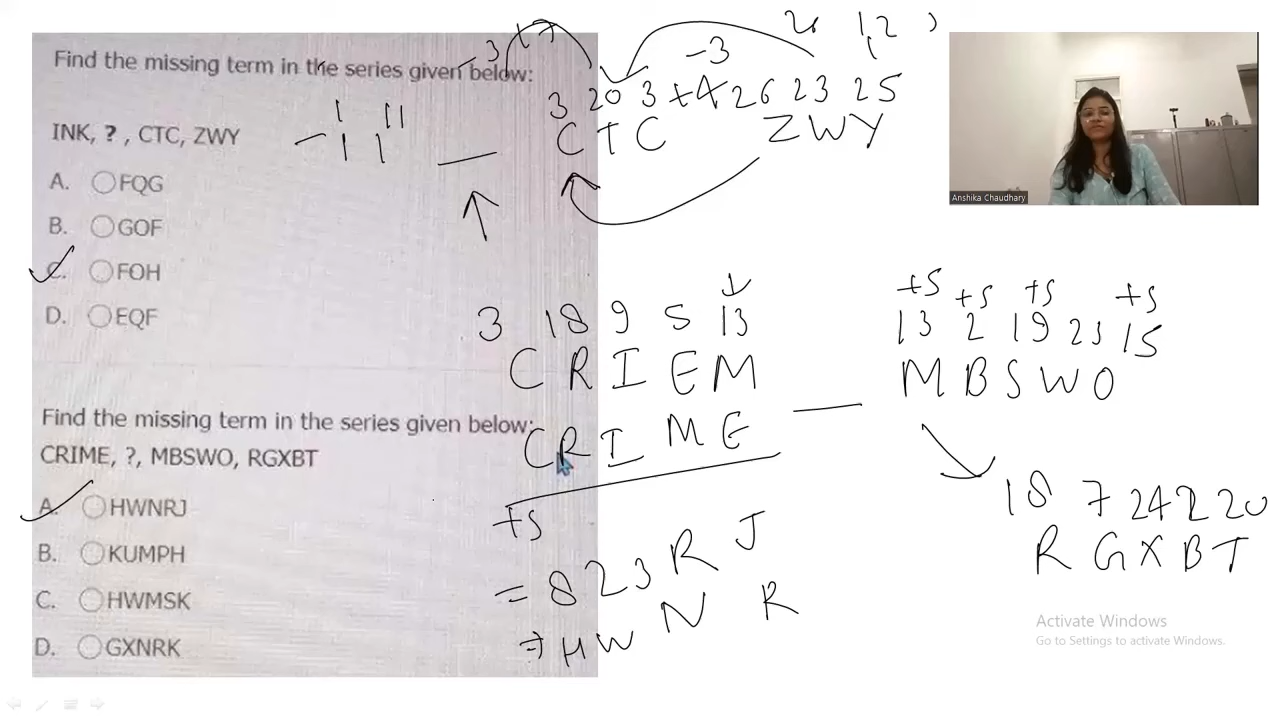 Find the missing term in the series given below:
INK, ? , CTC, ZWY
A. FQG
B. GOF
C. FOH
D. EQF
Find the missing term in the series given below:
CRIME, ?, MBSWO, RGXBT
A. HWNRJ
B. KUMPH
C. HWMSK
D. GXNRK
-3 +7
-3
3 20 3 +4 26 23 25
C T C Z W Y
3 18 9 5 13
C R I E M
C R I M E
+5
= 8 23 R J
H W N R
+5 +5 +5 +5
13 2 19 23 15
M B S W O
18 7 24 2 20
R G X B T
Anshika Chaudhary
Activate Windows
Go to Settings to activate Windows.